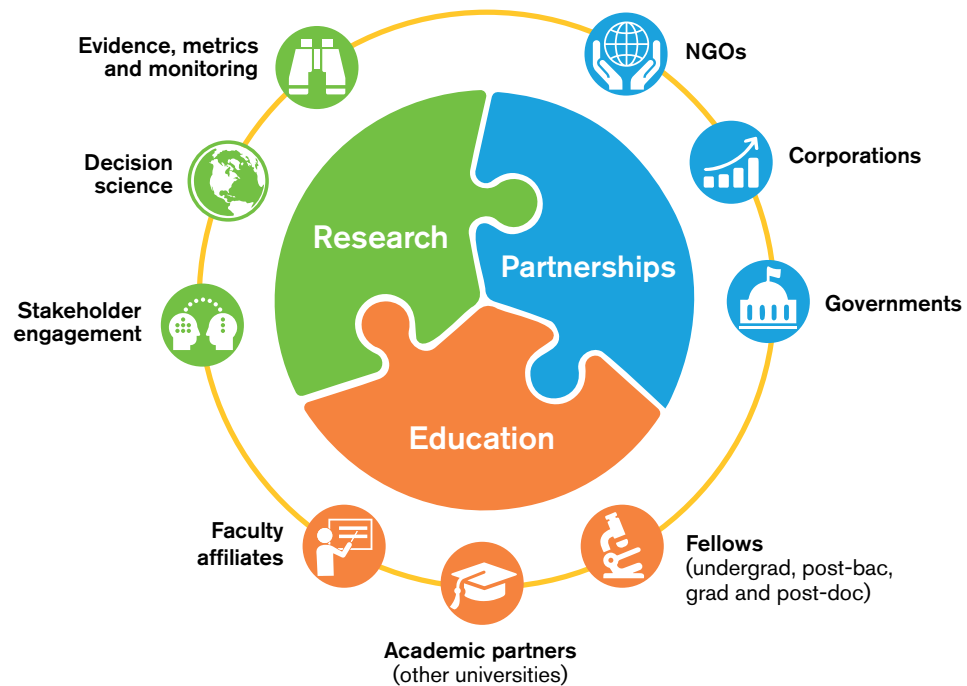 Evidence, metrics
and monitoring
NGOs
Decision
science
Corporations
Research
Partnerships
Stakeholder
engagement
Governments
Education
Faculty
affiliates
Fellows
(undergrad, post-bac,
grad and post-doc)
Academic partners
(other universities)